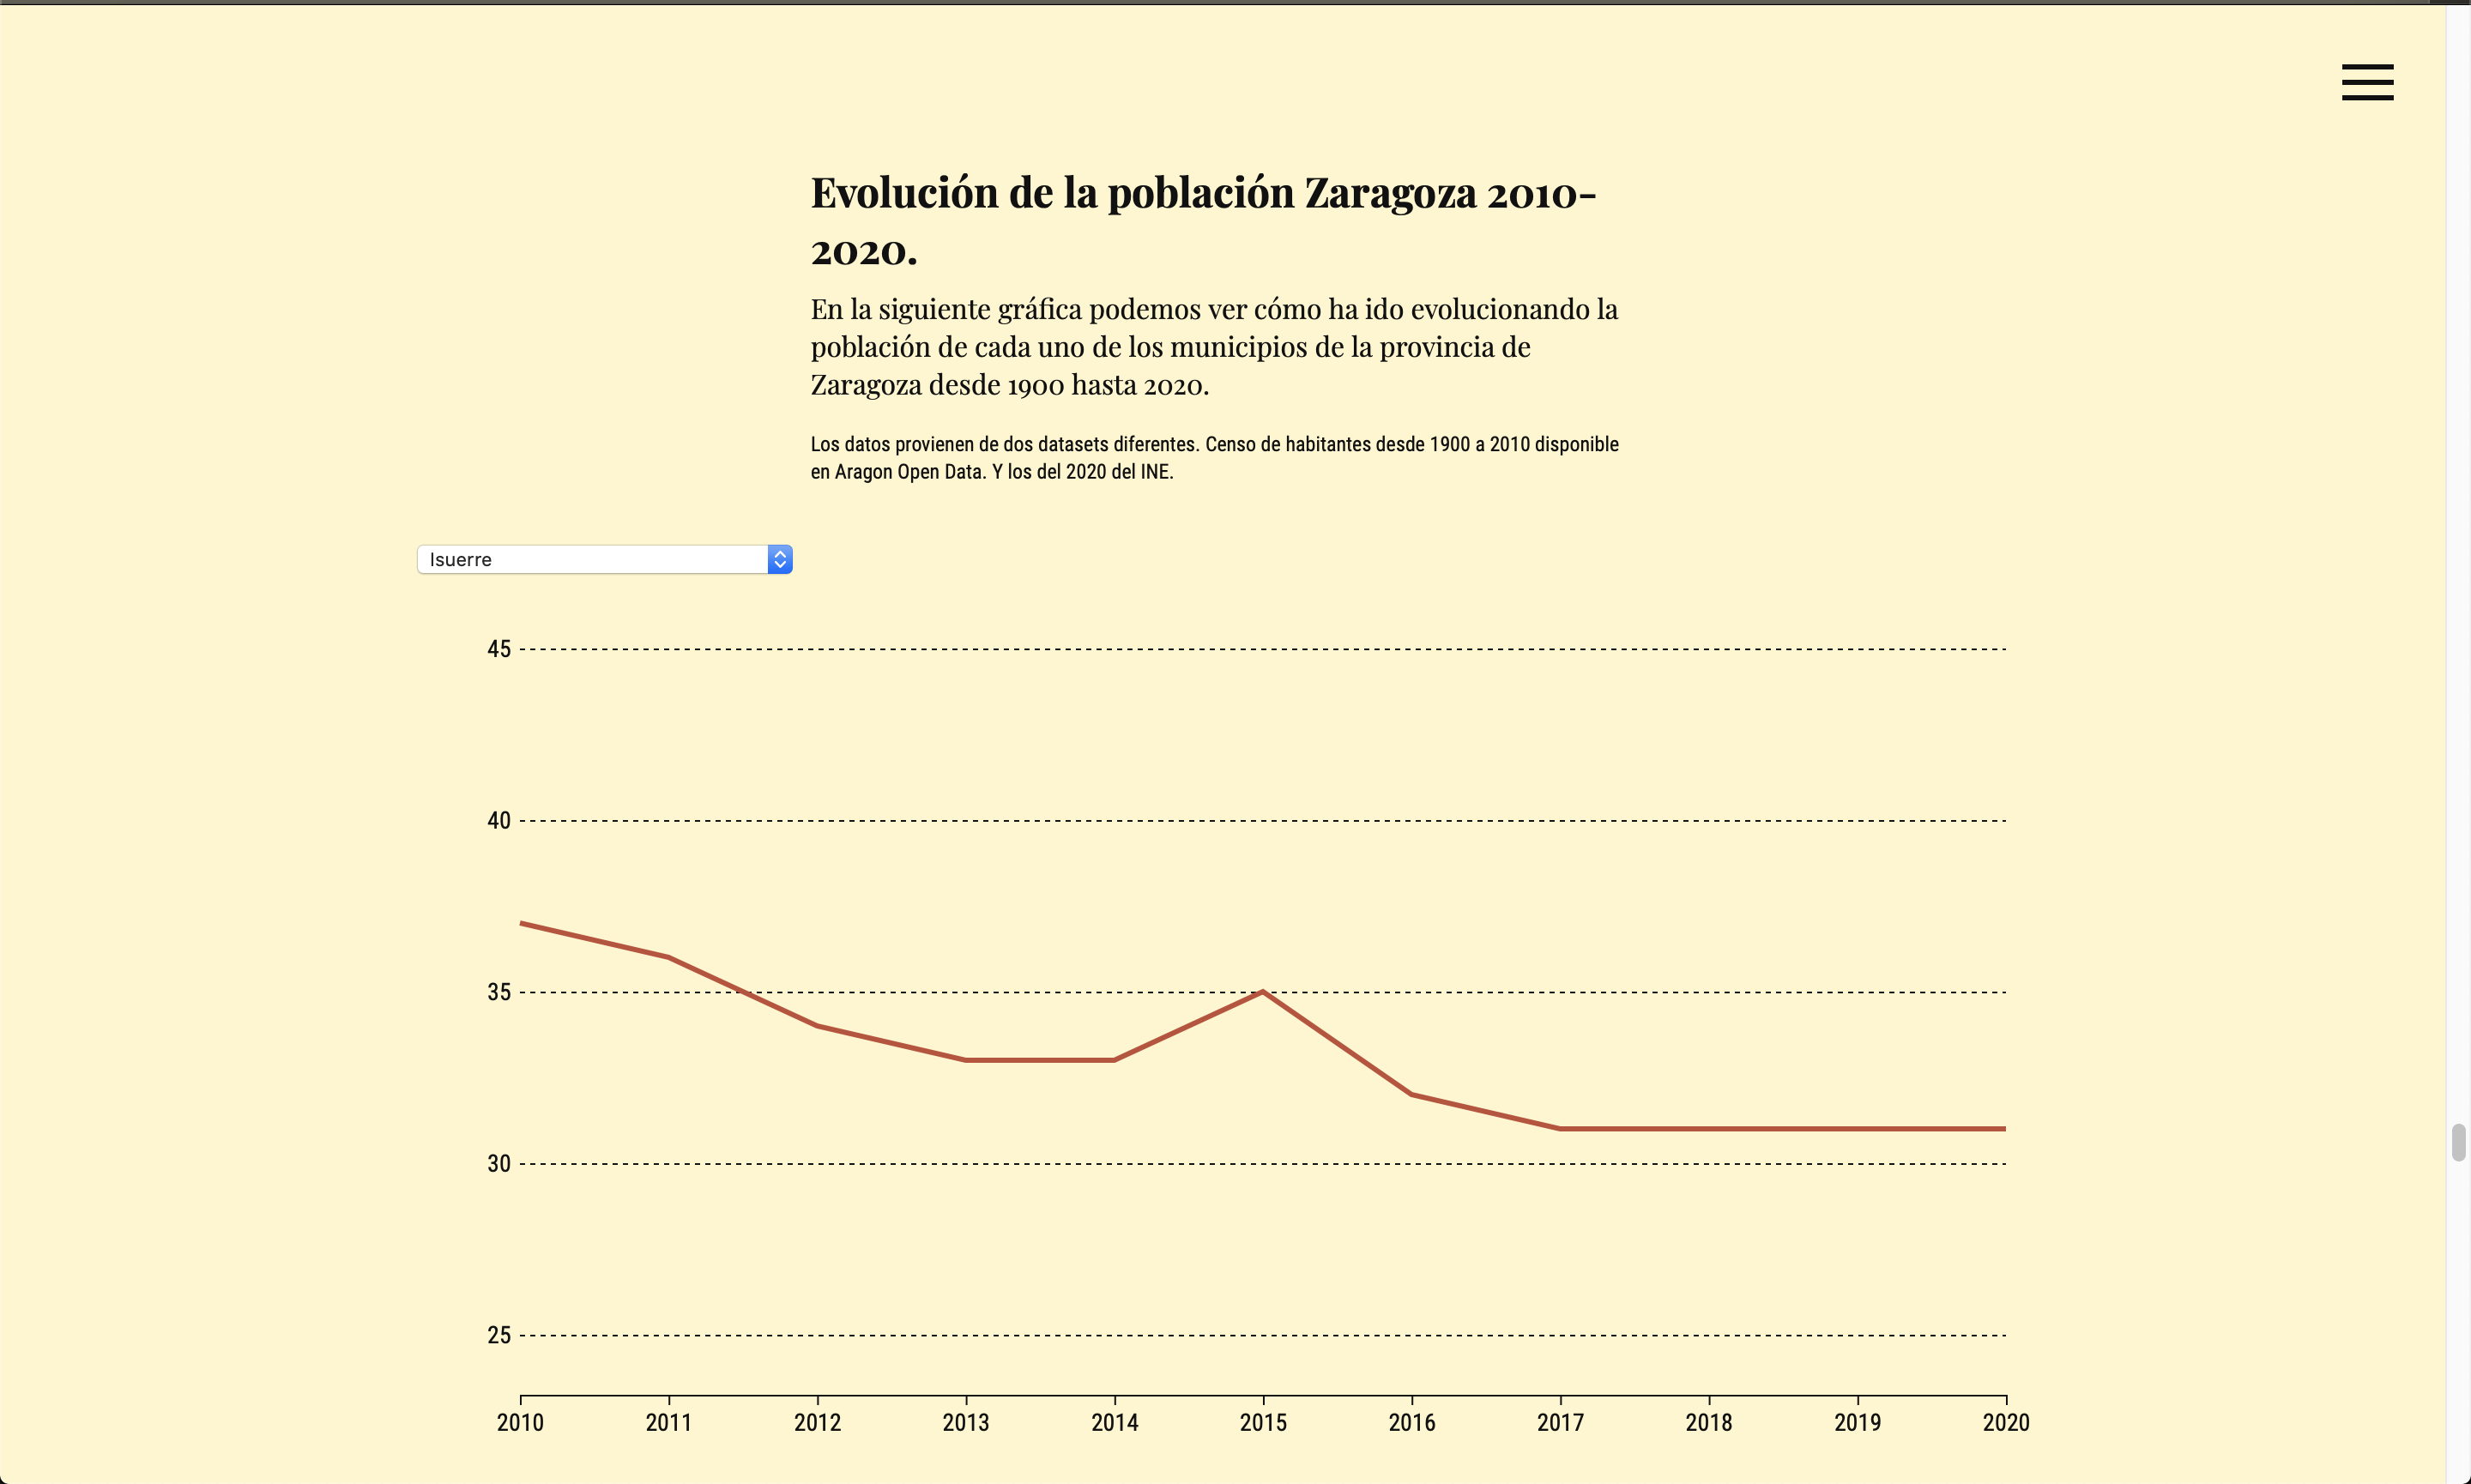 Evolución de la población Zaragoza 2010-
2020.
En la siguiente gráfica podemos ver cómo ha ido evolucionando la
población de cada uno de los municipios de la provincia de
Zaragoza desde 1900 hasta 2020.
Los datos provienen de dos datasets diferentes. Censo de habitantes desde 1900 a 2010 disponible
en Aragon Open Data. Y los del 2020 del INE.
Isuerre
45
40
35
30
25
2010 2011 2012 2013 2014 2015 2016 2017 2018 2019 2020